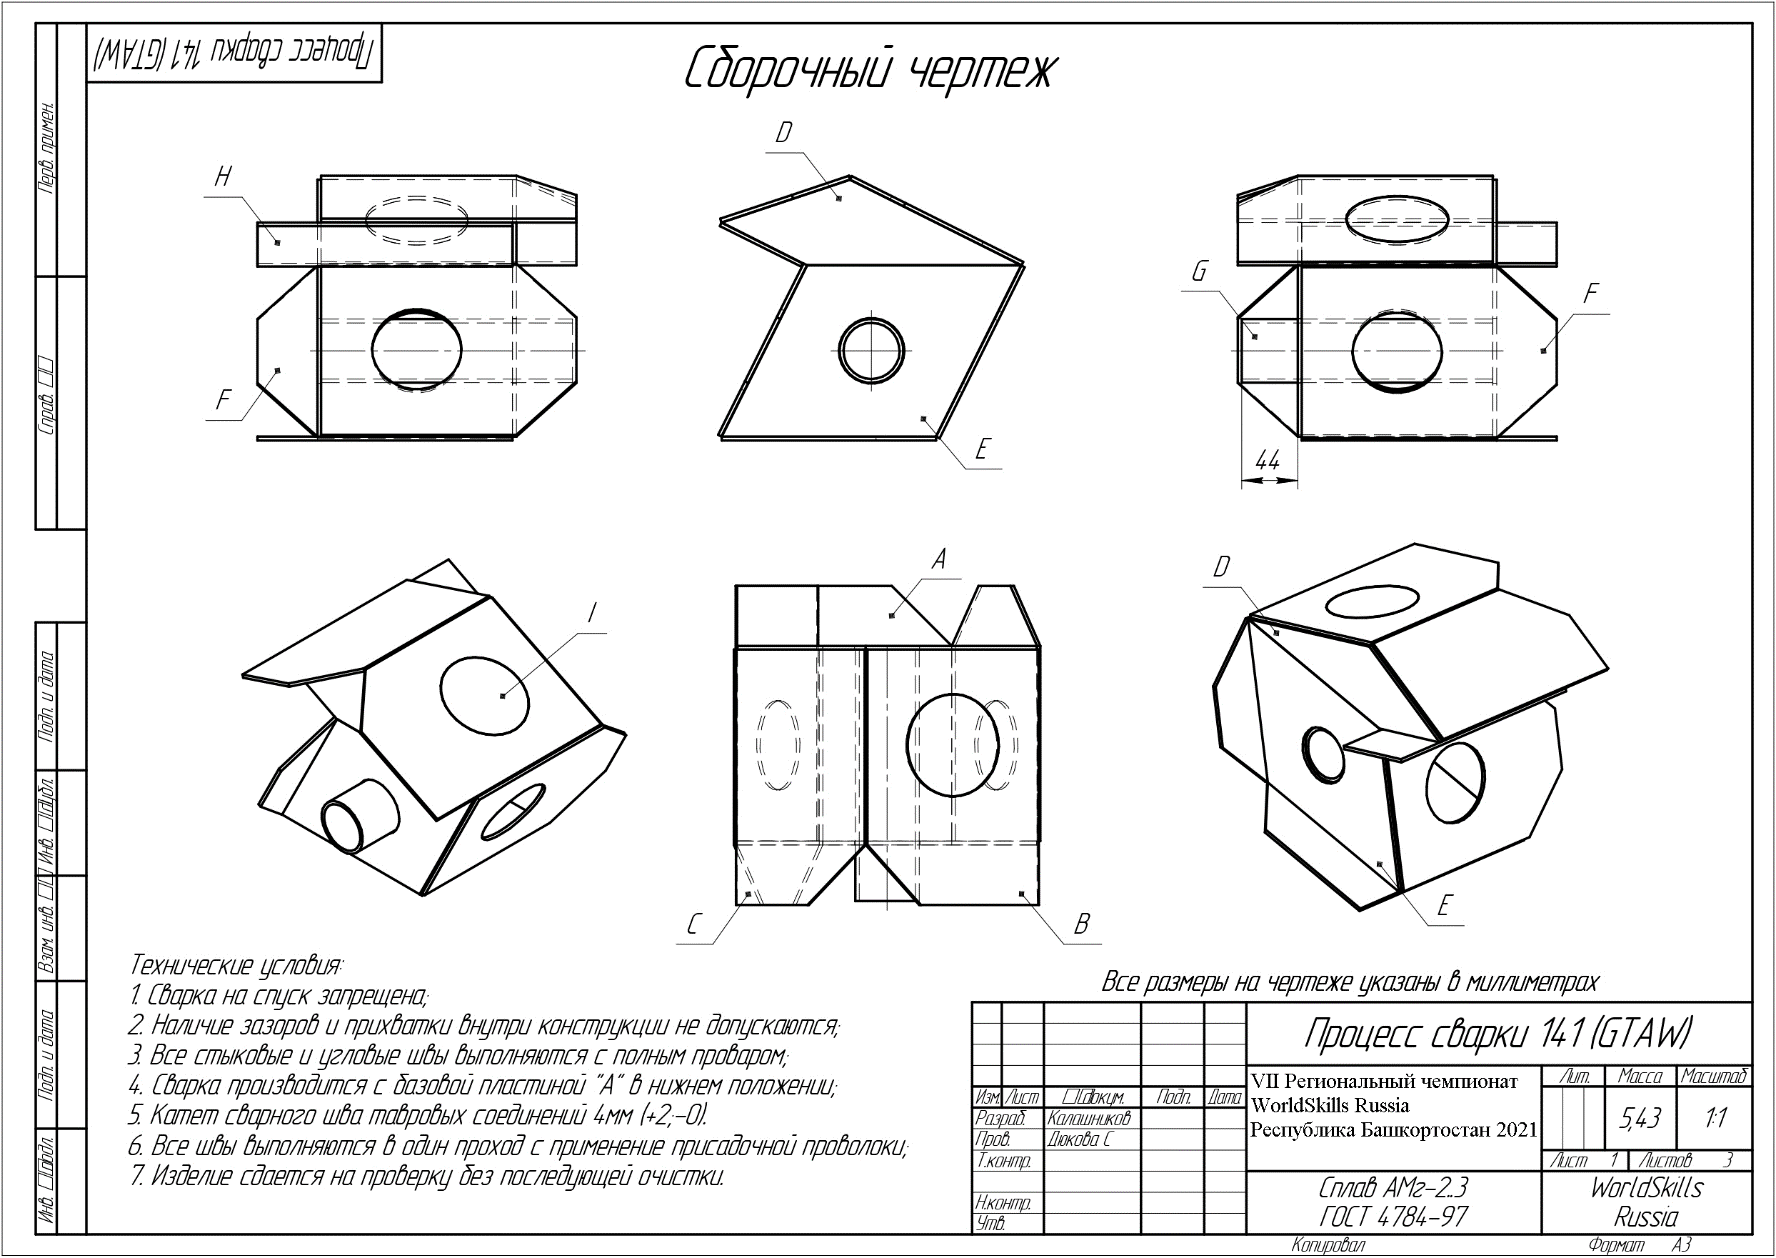 Процесс сварки 141 (GTAW)
Сборочный чертеж
Перв. примен.
Справ. □□
Подп. и дата
Инв. □□дубл.
Взам. инв. □□
Подп. и дата
Инв. □□подл.
H
F
D
E
G
F
44
I
A
C
B
D
E
Технические условия:
1. Сварка на спуск запрещена;
2. Наличие зазоров и прихватки внутри конструкции не допускаются;
3. Все стыковые и угловые швы выполняются с полным проваром;
4. Сварка производится с базовой пластиной "А" в нижнем положении;
5. Катет сварного шва тавровых соединений 4мм (+2;-0).
6. Все швы выполняются в один проход с применение присадочной проволоки;
7. Изделие сдается на проверку без последующей очистки.
Все размеры на чертеже указаны в миллиметрах
Процесс сварки 141 (GTAW)
Изм. Лист □□докум. Подп. Дата
Разраб. Калашников
Пров. Дюкова С
Т.контр.
Н.контр.
Утв.
VII Региональный чемпионат
WorldSkills Russia
Республика Башкортостан 2021
Лит. Масса Масштаб
5,43 1:1
Лист 1 Листов 3
Сплав АМг-2..3
ГОСТ 4784-97
WorldSkills
Russia
Копировал Формат А3